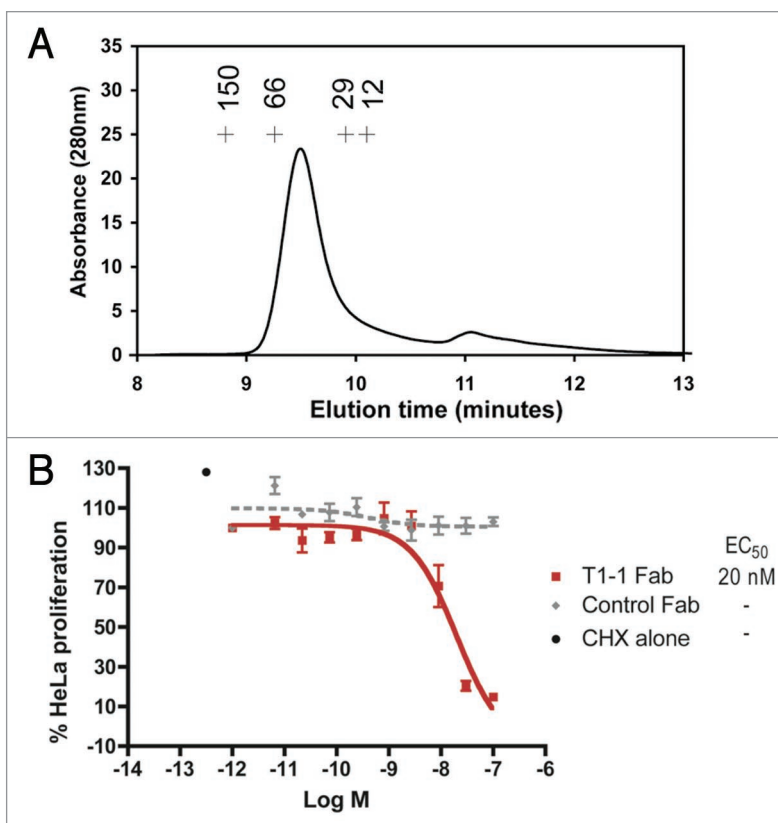 A
35
30
25
20
15
10
5
0
Absorbance (280nm)
150 66 29 12
8 9 10 11 12 13
Elution time (minutes)
B
130
110
90
70
50
30
10
-10
% HeLa proliferation
-14 -13 -12 -11 -10 -9 -8 -7 -6
Log M
EC50
T1-1 Fab 20 nM
Control Fab -
CHX alone -